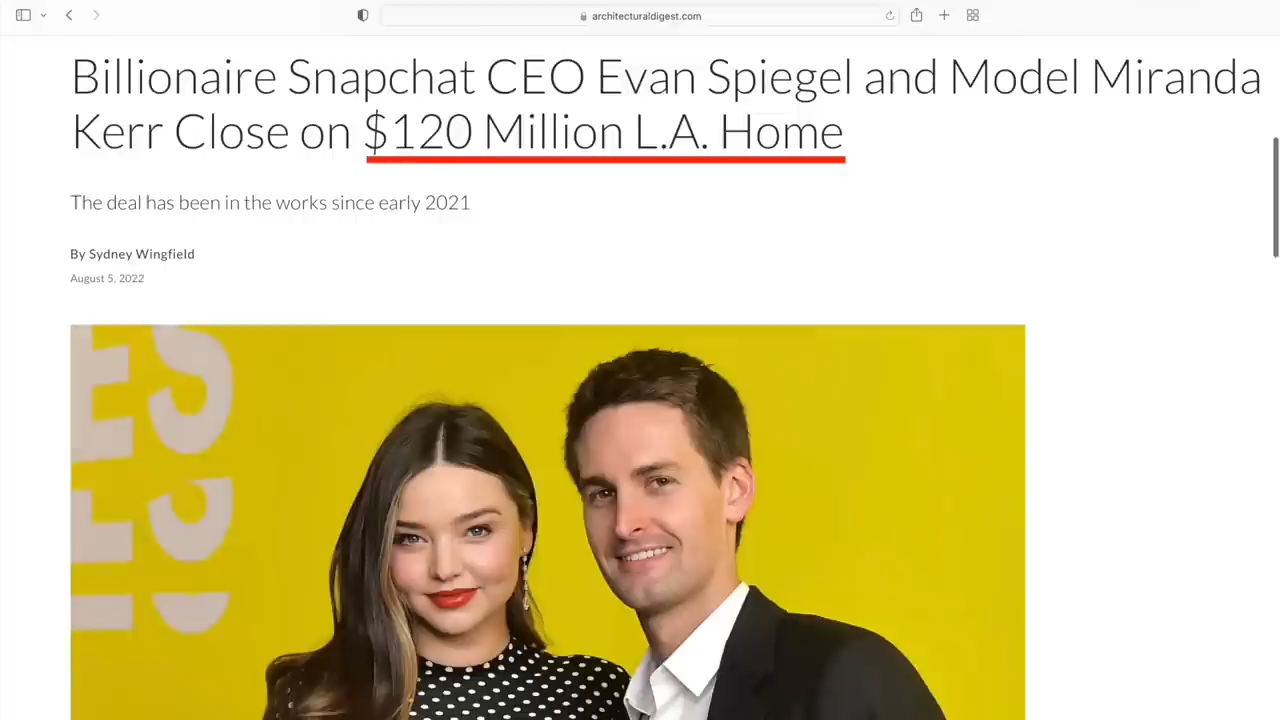 architecturaldigest.com
Billionaire Snapchat CEO Evan Spiegel and Model Miranda
Kerr Close on $120 Million L.A. Home
The deal has been in the works since early 2021
By Sydney Wingfield
August 5, 2022